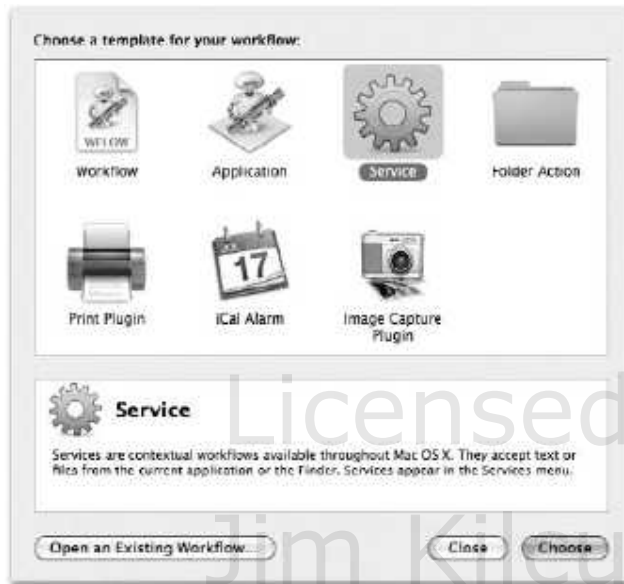 Choose a template for your workflow:
WFLOW
Workflow
Application
Service
Folder Action
17
Print Plugin
iCal Alarm
Image Capture
Plugin
Service
Services are contextual workflows available throughout Mac OS X. They accept text or
files from the current application or the Finder. Services appear in the Services menu.
Open an Existing Workflow...
Close
Choose
Licensed
Jim Kilcu